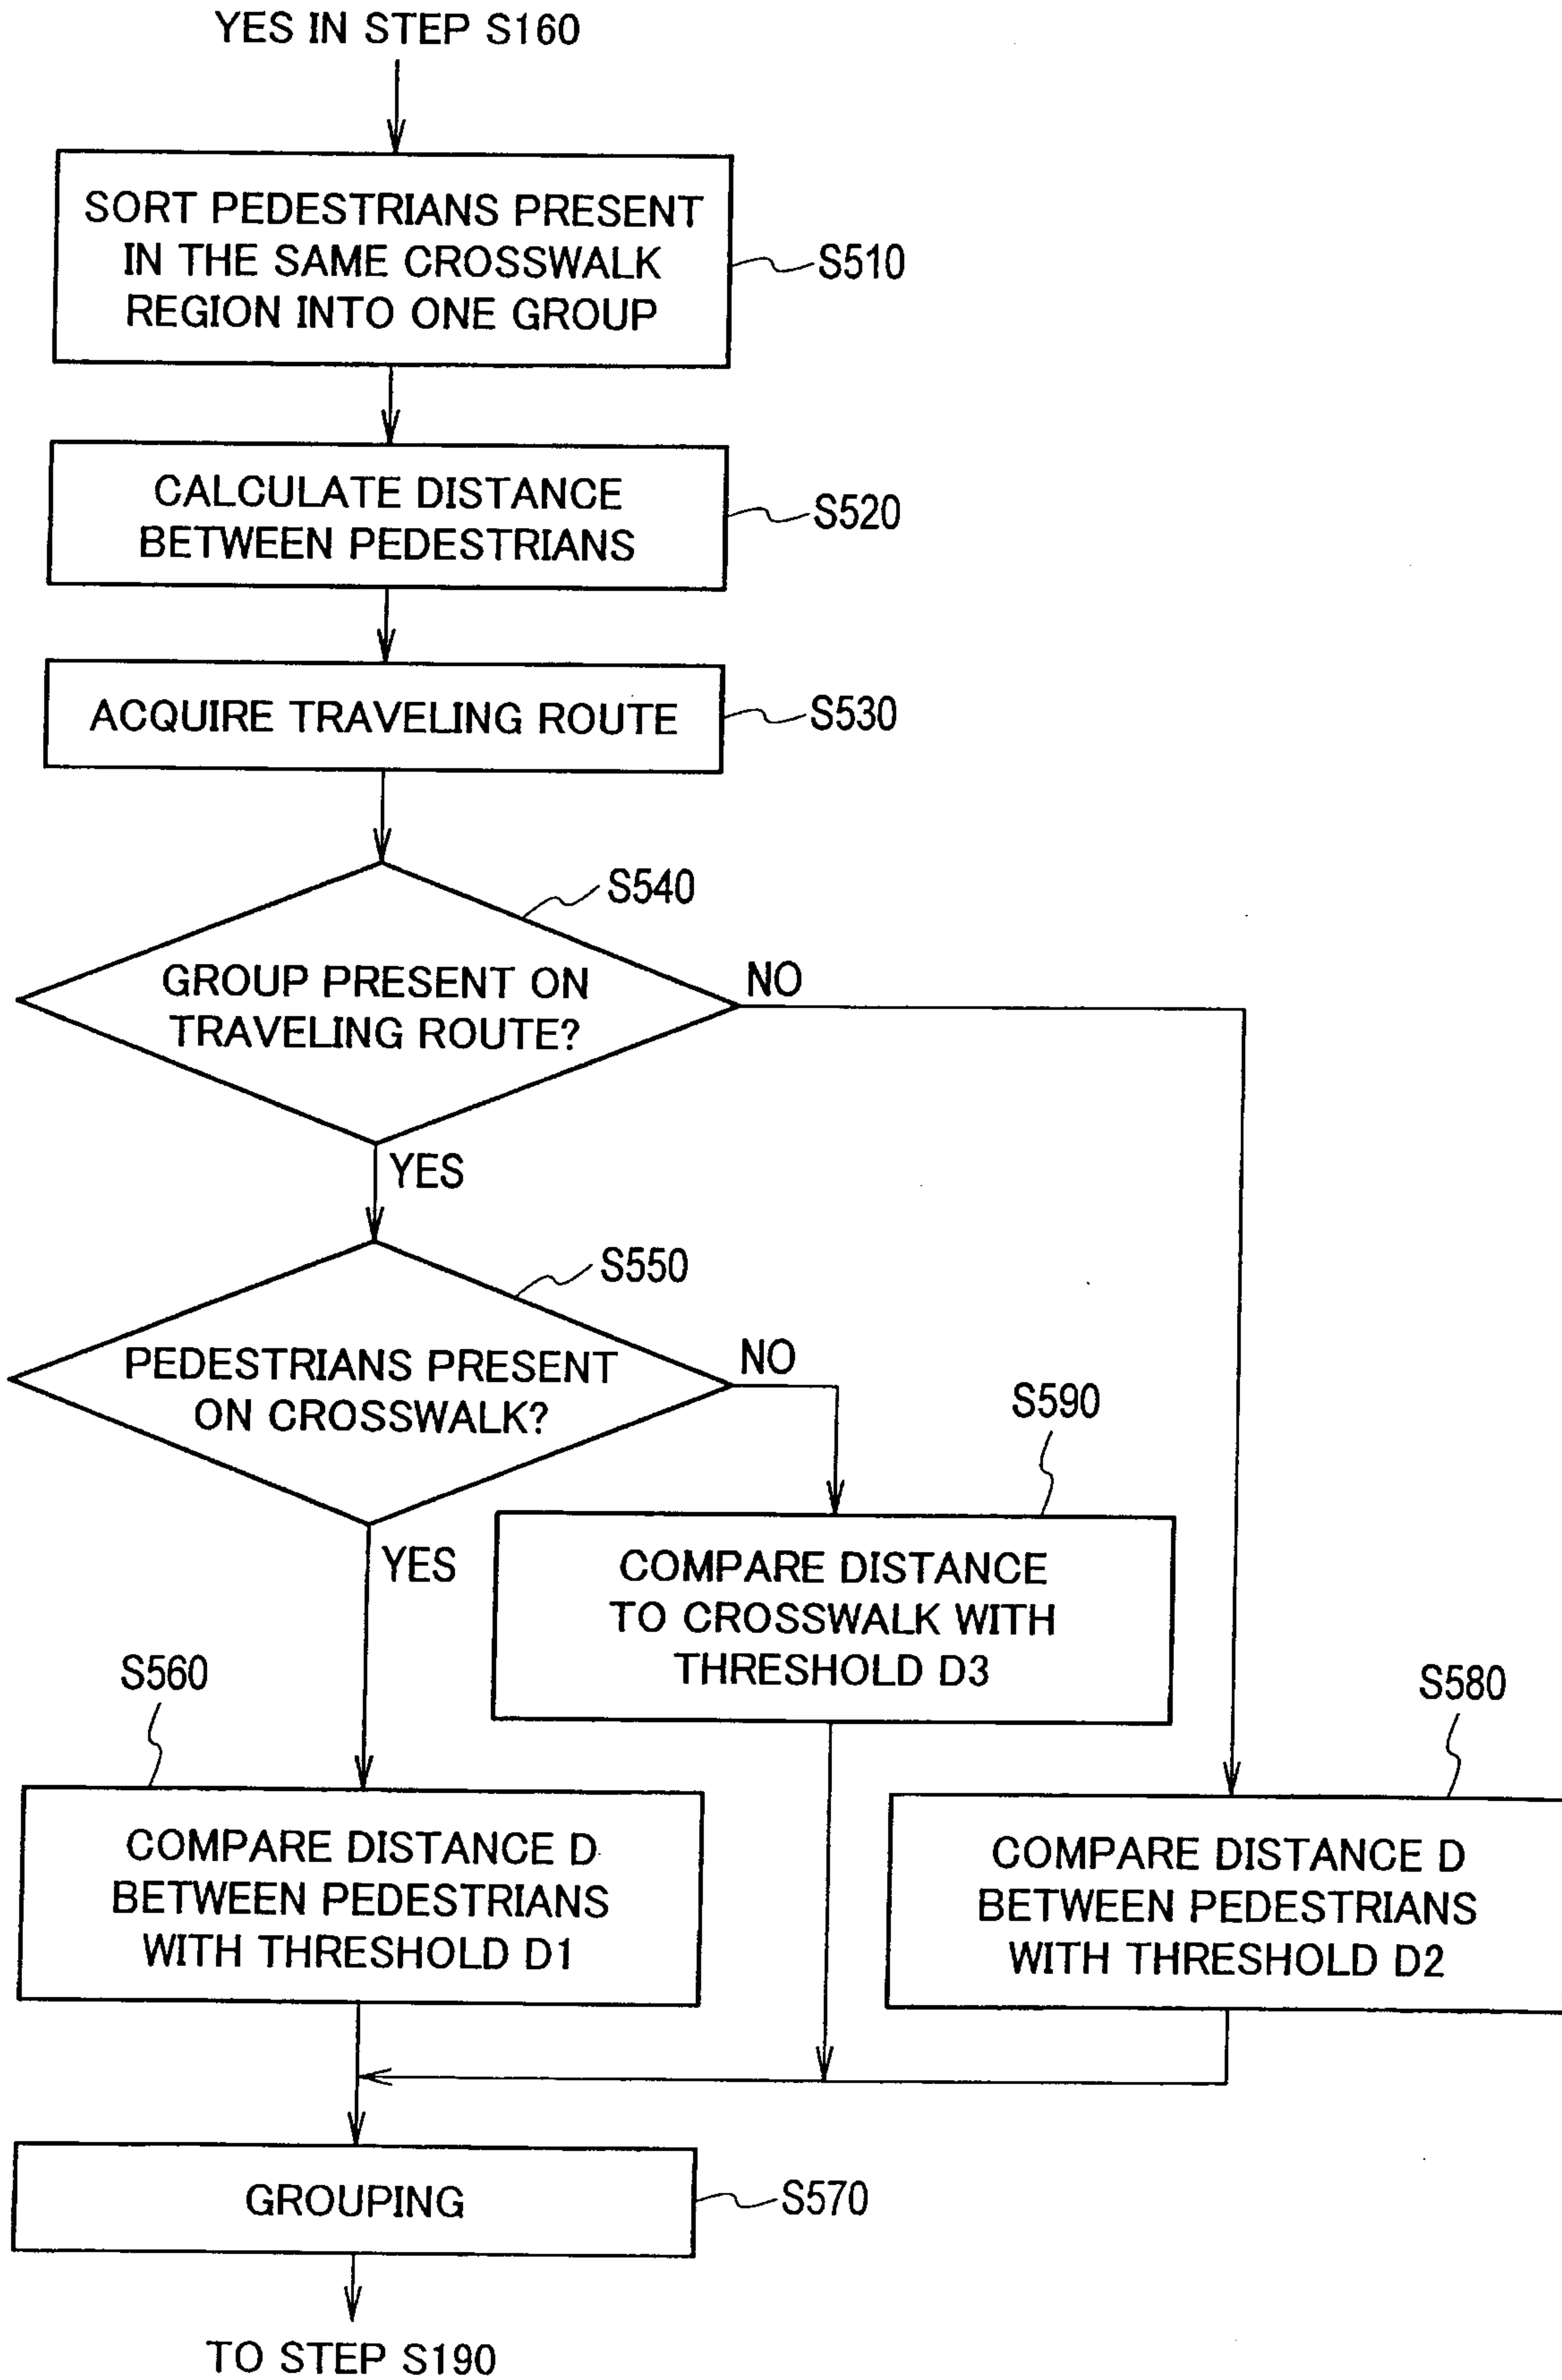 YES IN STEP S160
SORT PEDESTRIANS PRESENT
IN THE SAME CROSSWALK
REGION INTO ONE GROUP
S510
CALCULATE DISTANCE
BETWEEN PEDESTRIANS
S520
ACQUIRE TRAVELING ROUTE
S530
S540
GROUP PRESENT ON
TRAVELING ROUTE?
NO
YES
S550
PEDESTRIANS PRESENT
ON CROSSWALK?
NO
YES
S590
COMPARE DISTANCE
TO CROSSWALK WITH
THRESHOLD D3
S560
COMPARE DISTANCE D
BETWEEN PEDESTRIANS
WITH THRESHOLD D1
S580
COMPARE DISTANCE D
BETWEEN PEDESTRIANS
WITH THRESHOLD D2
GROUPING
S570
TO STEP S190